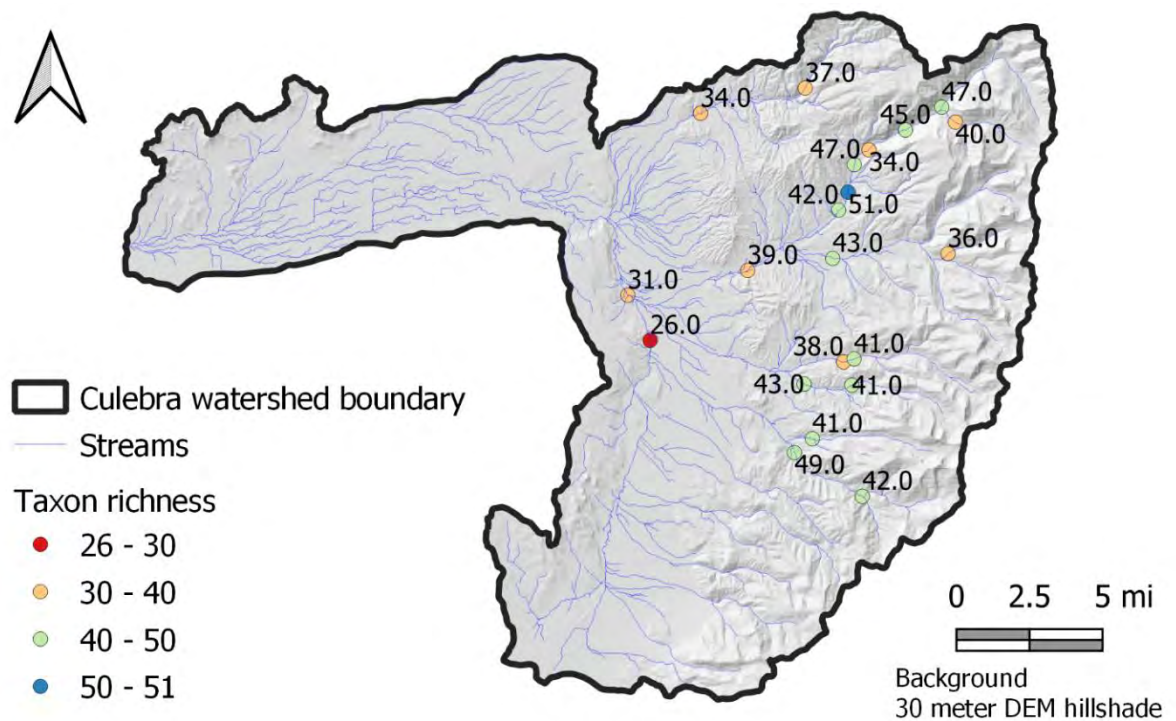 37.0
34.0
47.0
45.0
40.0
47.0
34.0
42.0
51.0
43.0
36.0
39.0
31.0
26.0
38.0
41.0
43.0
41.0
41.0
49.0
42.0
Culebra watershed boundary
Streams
Taxon richness
26 - 30
30 - 40
40 - 50
50 - 51
0 2.5 5 mi
Background
30 meter DEM hillshade